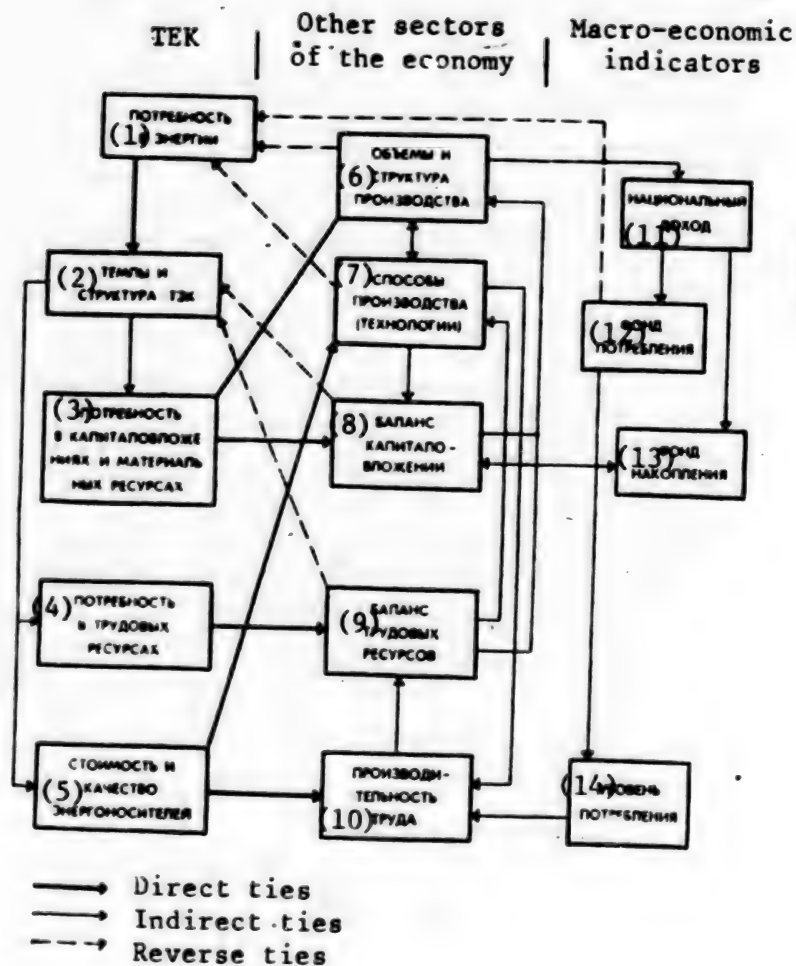 TEK
Other sectors
of the economy
Macro-economic
indicators
ПОТРЕБНОСТЬ
(1) ЭНЕРГИИ
(2) ТЕМПЫ И
СТРУКТУРА ТЭК
(3) ПОТРЕБНОСТЬ
В КАПИТАЛОВЛОЖЕ
НИЯХ И МАТЕРИАЛЬ
НЫХ РЕСУРСАХ
(4) ПОТРЕБНОСТЬ
В ТРУДОВЫХ
РЕСУРСАХ
СТОИМОСТЬ И
(5) КАЧЕСТВО
ЭНЕРГОНОСИТЕЛЕЙ
ОБЪЕМЫ И
(6) СТРУКТУРА
ПРОИЗВОДСТВА
(7) СПОСОБЫ
ПРОИЗВОДСТВА
(ТЕХНОЛОГИИ)
(8) БАЛАНС
КАПИТАЛО-
ВЛОЖЕНИИ
БАЛАНС
(9) ТРУДОВЫХ
РЕСУРСОВ
ПРОИЗВОДИ-
ТЕЛЬНОСТЬ
(10) ТРУДА
НАЦИОНАЛЬНЫЙ
(11) ДОХОД
(12) ФОНД
ПОТРЕБЛЕНИЯ
(13) ФОНД
НАКОПЛЕНИЯ
(14) УРОВЕНЬ
ПОТРЕБЛЕНИЯ
Direct ties
Indirect ties
Reverse ties